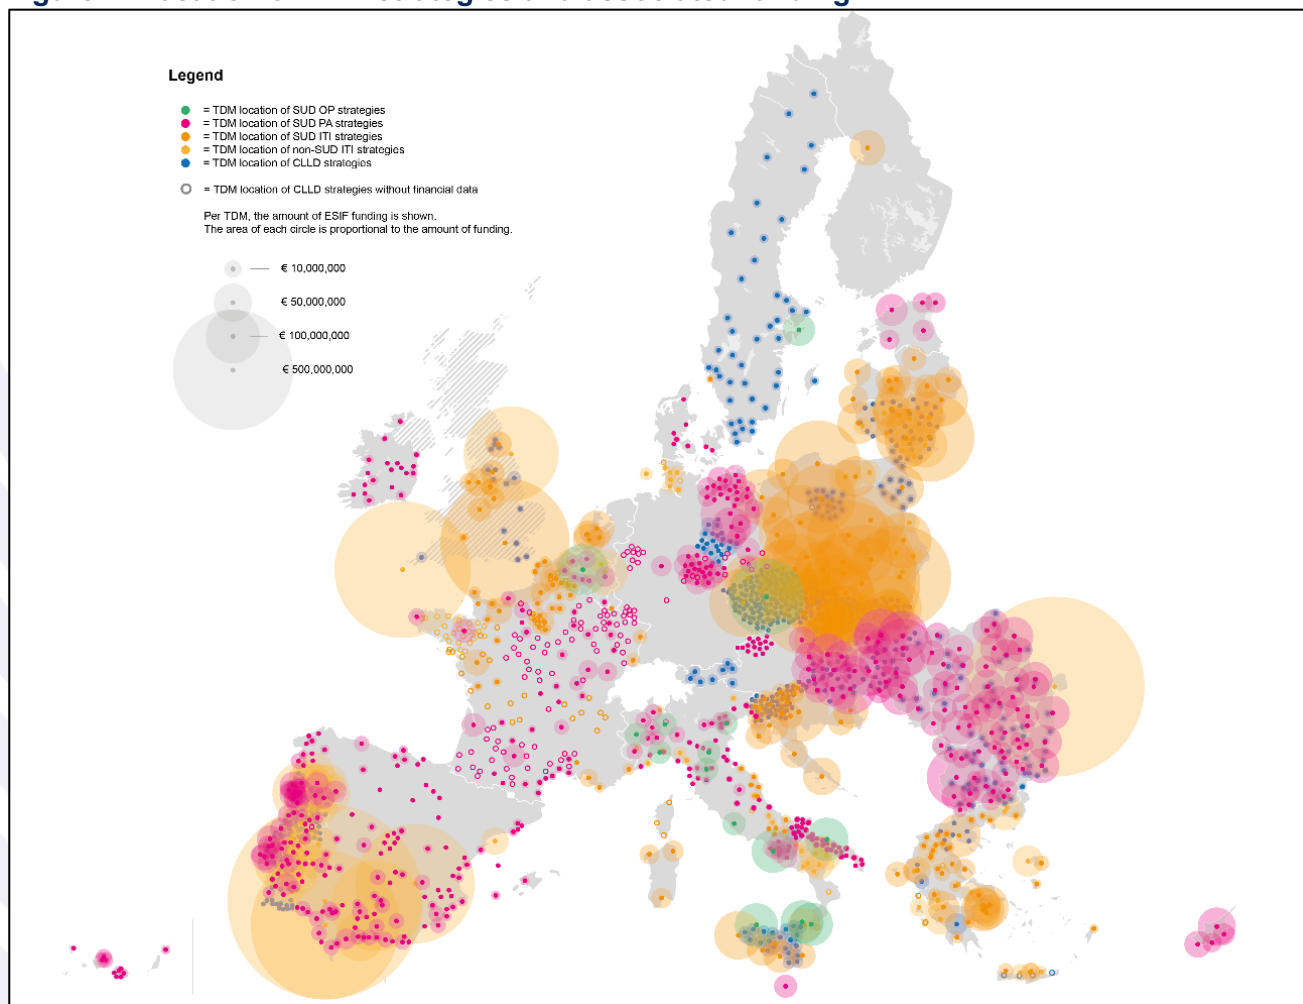 Legend
= TDM location of SUD OP strategies
= TDM location of SUD PA strategies
= TDM location of SUD ITI strategies
= TDM location of non-SUD ITI strategies
= TDM location of CLLD strategies
= TDM location of CLLD strategies without financial data
Per TDM, the amount of ESIF funding is shown.
The area of each circle is proportional to the amount of funding.
€ 10,000,000
€ 50,000,000
€ 100,000,000
€ 500,000,000